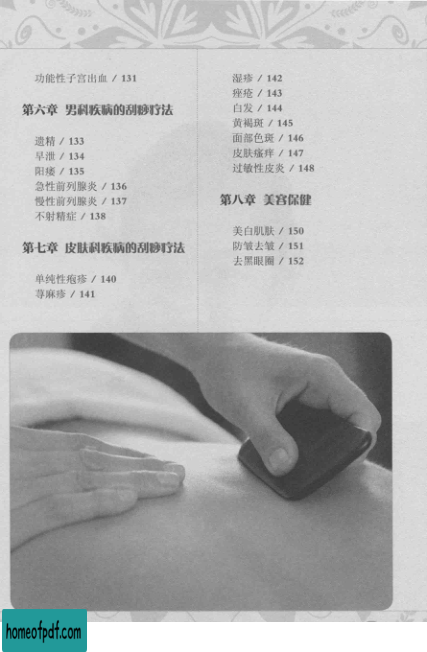 功能性子宫出血 / 131
第六章 男科疾病的刮痧疗法
遗精 / 133
早泄 / 134
阳痿 / 135
急性前列腺炎 / 136
慢性前列腺炎 / 137
不射精症 / 138
第七章 皮肤科疾病的刮痧疗法
单纯性疱疹 / 140
荨麻疹 / 141
湿疹 / 142
痤疮 / 143
白发 / 144
黄褐斑 / 145
面部色斑 / 146
皮肤瘙痒 / 147
过敏性皮炎 / 148
第八章 美容保健
美白肌肤 / 150
防皱去皱 / 151
去黑眼圈 / 152
homeofpdf.com